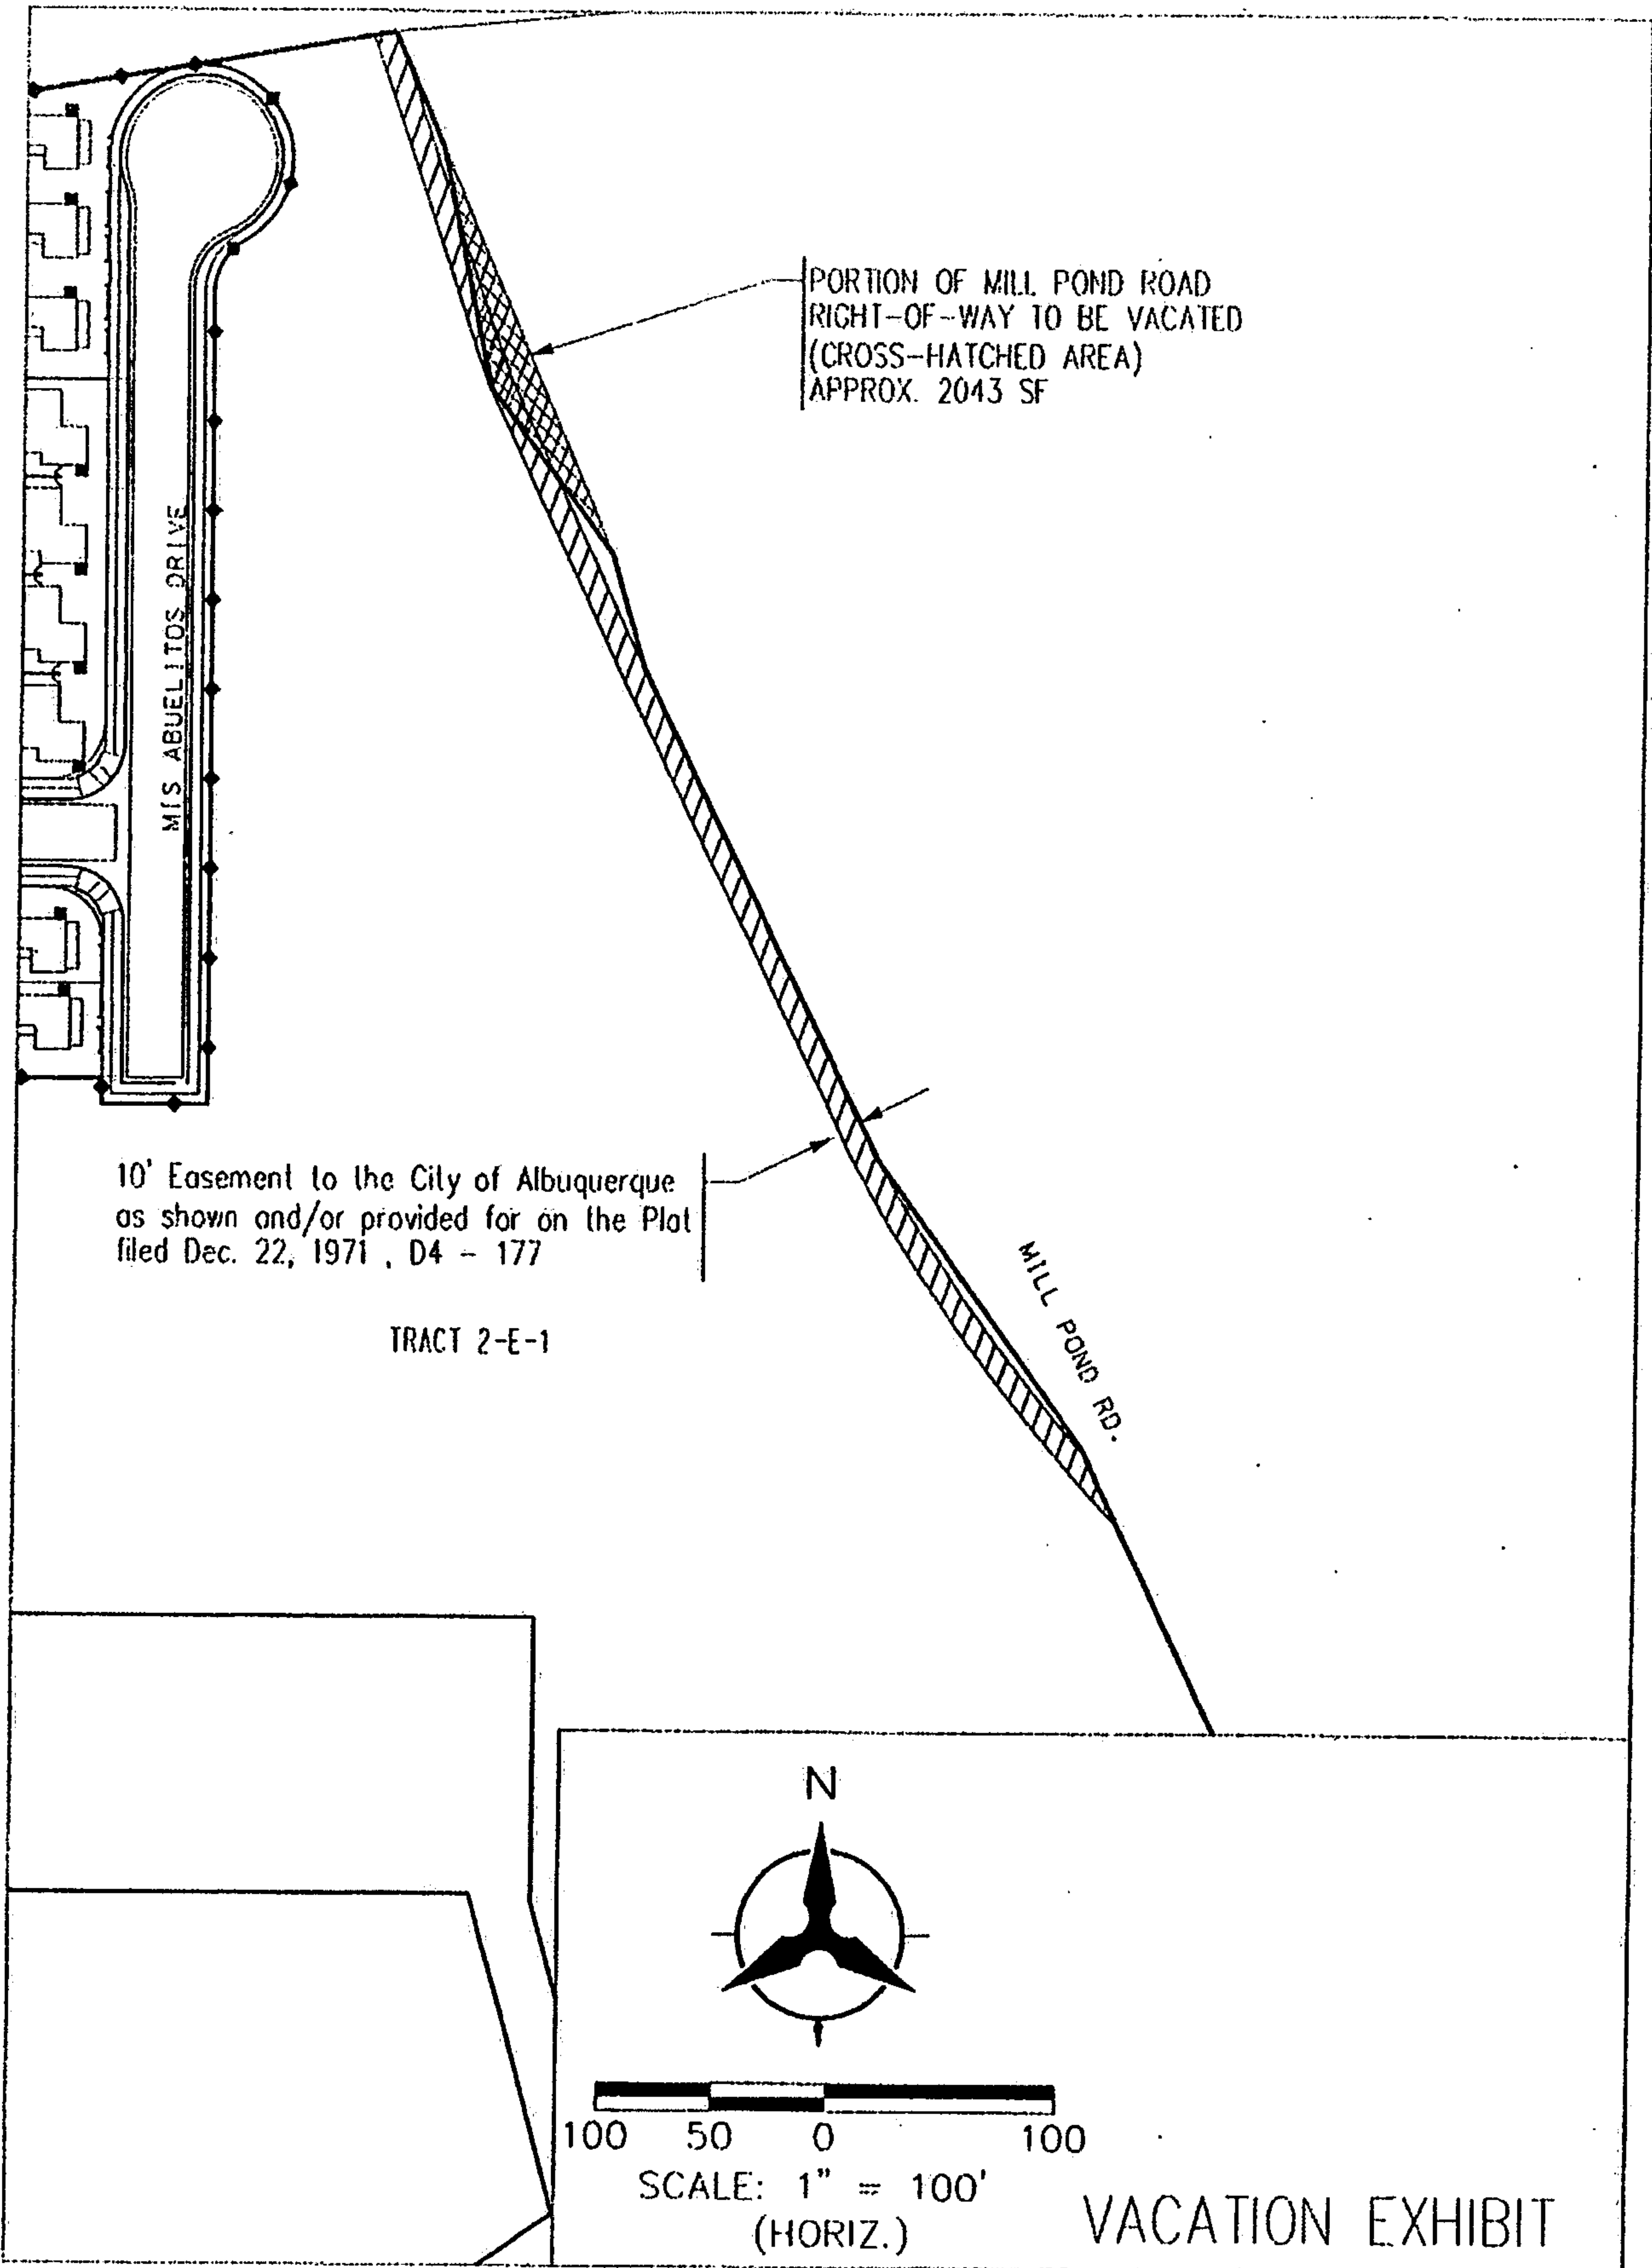 PORTION OF MILL POND ROAD
RIGHT-OF-WAY TO BE VACATED
(CROSS-HATCHED AREA)
APPROX. 2043 SF
MIS ABUELITOS DRIVE
10' Easement to the City of Albuquerque
as shown and/or provided for on the Plat
filed Dec. 22, 1971 , D4 - 177
TRACT 2-E-1
MILL POND RD.
N
100 50 0 100
SCALE: 1" = 100'
(HORIZ.)
VACATION EXHIBIT